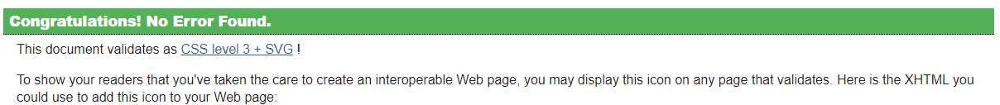 Congratulations! No Error Found.
This document validates as CSS level 3 + SVG !
To show your readers that you've taken the care to create an interoperable Web page, you may display this icon on any page that validates. Here is the XHTML you
could use to add this icon to your Web page: